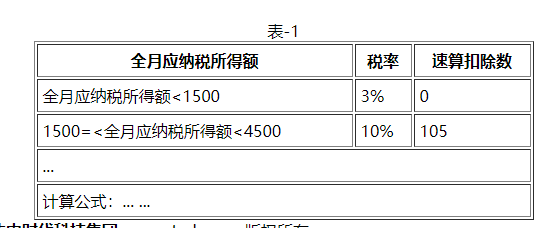 表-1
全月应纳税所得额 税率 速算扣除数
全月应纳税所得额<1500 3% 0
1500=<全月应纳税所得额<4500 10% 105
...
计算公式：... ...